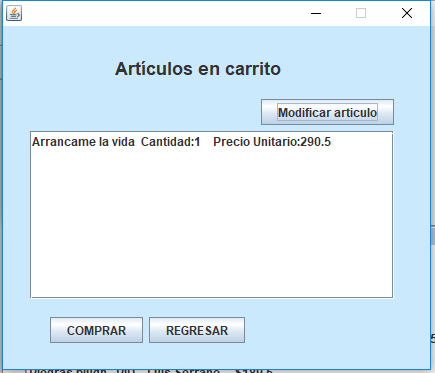 Artículos en carrito
Modificar articulo
Arrancame la vida Cantidad:1 Precio Unitario:290.5
COMPRAR REGRESAR